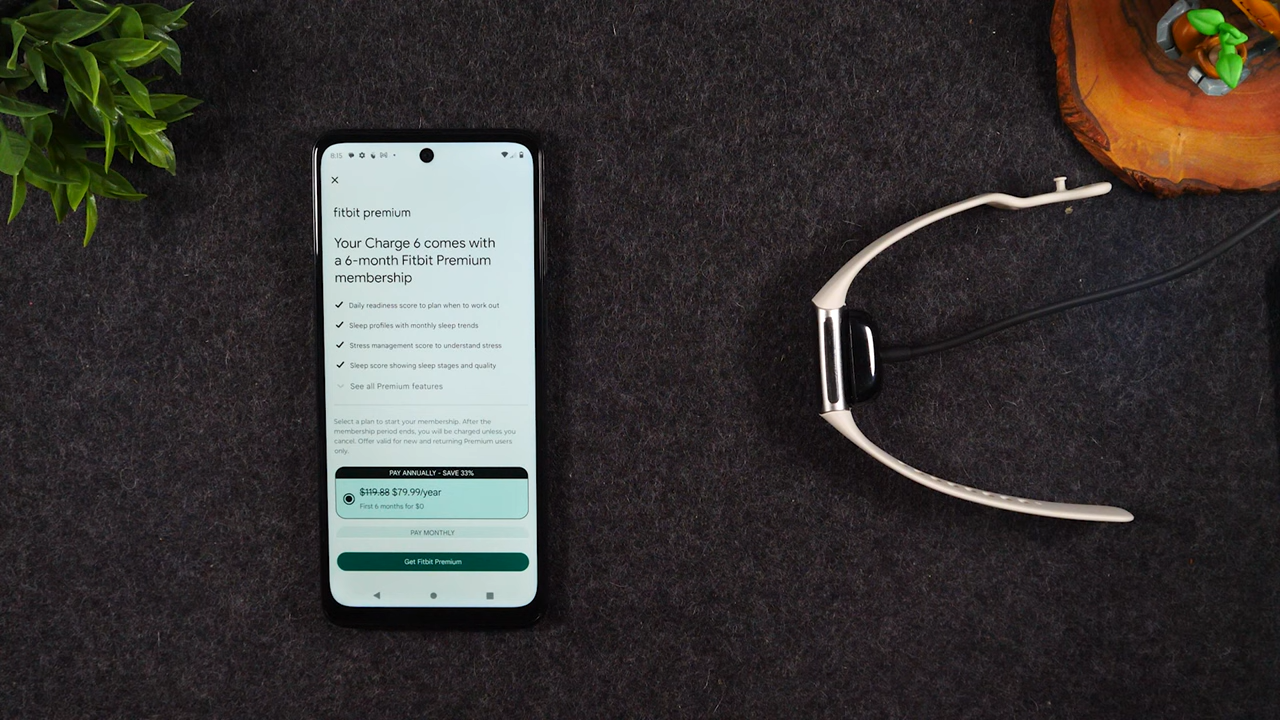 8:15
fitbit premium
Your Charge 6 comes with
a 6-month Fitbit Premium
membership
Daily readiness score to plan when to work out
Sleep profiles with monthly sleep trends
Stress management score to understand stress
Sleep score showing sleep stages and quality
See all Premium features
Select a plan to start your membership. After the
membership period ends, you will be charged unless you
cancel. Offer valid for new and returning Premium users
only.
PAY ANNUALLY - SAVE 33%
$119.88 $79.99/year
First 6 months for $0
PAY MONTHLY
Get Fitbit Premium